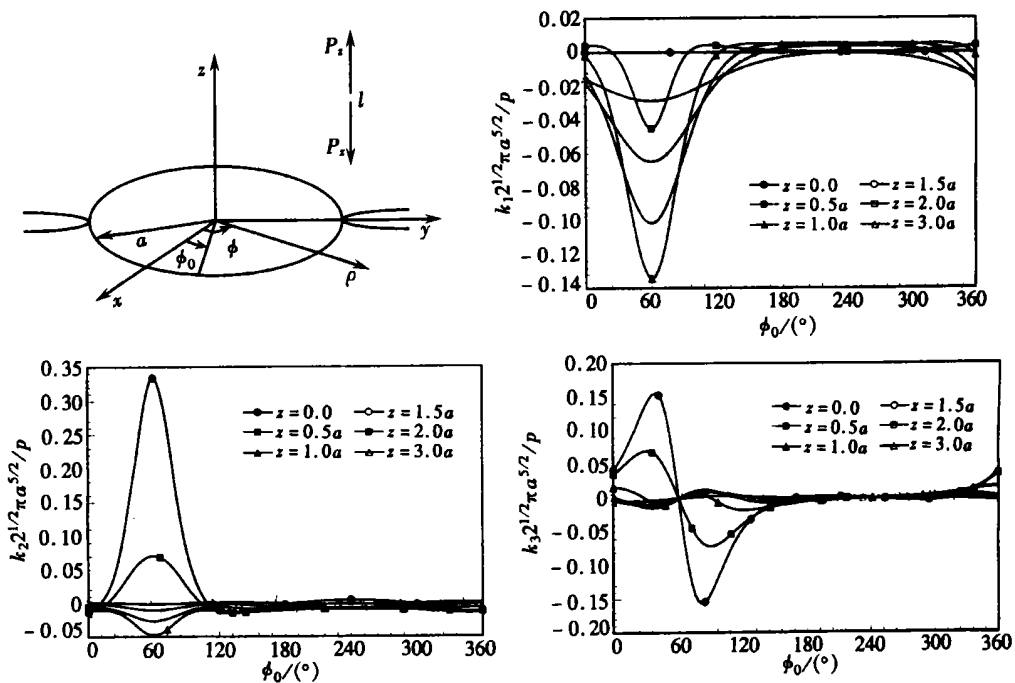 P_z
l
P_z
z
a
ϕ_0
ϕ
x
y
ρ
k_1 2^{1/2}πa^{5/2}/p
0.02
0
-0.02
-0.04
-0.06
-0.08
-0.10
-0.12
-0.14
z=0.0 z=1.5a
z=0.5a z=2.0a
z=1.0a z=3.0a
0 60 120 180 240 300 360
ϕ_0/(°)
k_2 2^{1/2}πa^{5/2}/p
0.35
0.30
0.25
0.20
0.15
0.10
0.05
0
-0.05
z=0.0 z=1.5a
z=0.5a z=2.0a
z=1.0a z=3.0a
0 60 120 180 240 300 360
ϕ_0/(°)
k_3 2^{1/2}πa^{5/2}/p
0.20
0.15
0.10
0.05
0
-0.05
-0.10
-0.15
-0.20
z=0.0 z=1.5a
z=0.5a z=2.0a
z=1.0a z=3.0a
0 60 120 180 240 300 360
ϕ_0/(°)